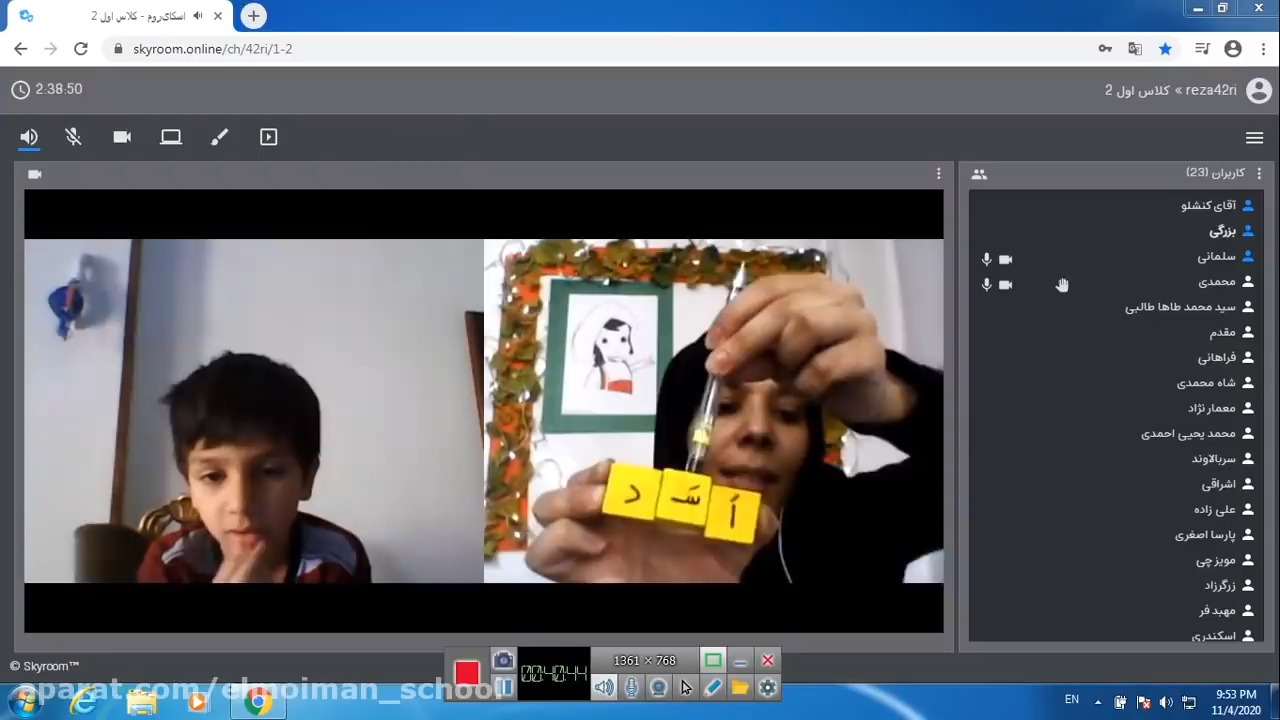 اسکای‌روم - کلاس اول 2
skyroom.online/ch/42ri/1-2
2:38:50
reza42ri » کلاس اول 2
کاربران (23)
آقای کنشلو
بزرگی
سلمانی
محمدی
سید محمد طاها طالبی
مقدم
فراهانی
شاه محمدی
معمار نژاد
محمد یحیی احمدی
سربالاوند
اشراقی
علی زاده
پارسا اصغری
مویز چی
زرگرزاد
مهبد فر
اسکندری
اَ سَـ د
© Skyroom™
1361 × 768
00:40:44
aparat.com/ehnoiman_school
EN
9:53 PM
11/4/2020